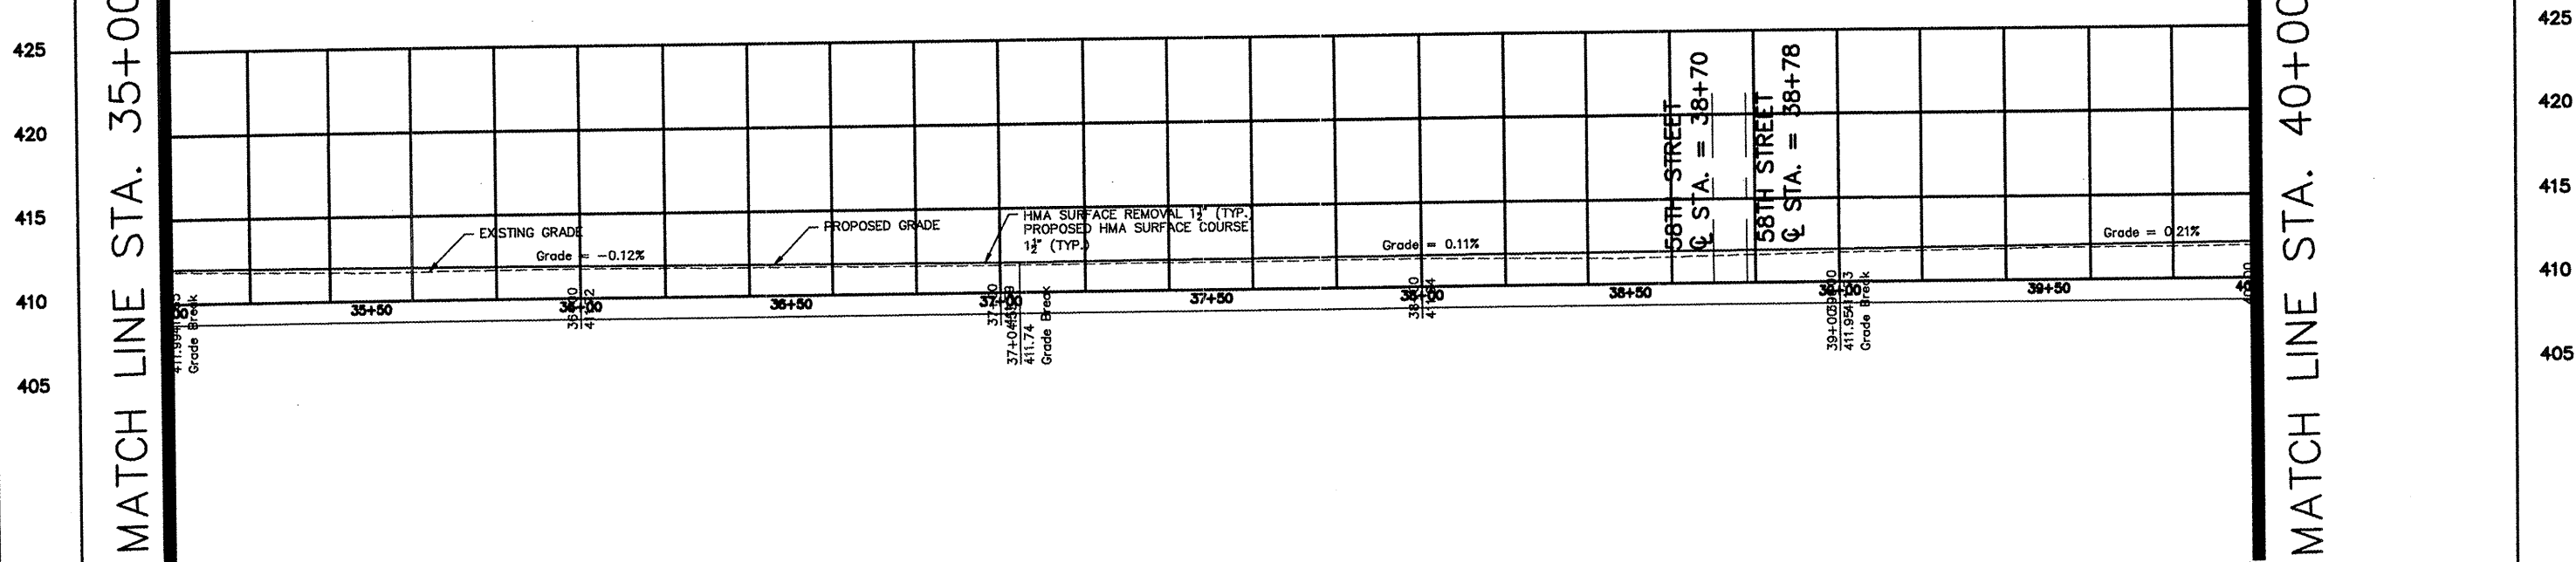 425
420
415
410
405
MATCH LINE STA. 35+00
EXISTING GRADE
Grade = -0.12%
PROPOSED GRADE
HMA SURFACE REMOVAL 1½" (TYP.)
PROPOSED HMA SURFACE COURSE
1½" (TYP.)
Grade = 0.11%
58TH STREET
℄ STA. = 38+70
58TH STREET
℄ STA. = 38+78
Grade = 0.21%
35+50
36+00
36+50
37+00
37+50
38+00
38+50
39+00
39+50
Grade Break
411.74
Grade Break
Grade Break
MATCH LINE STA. 40+00
425
420
415
410
405